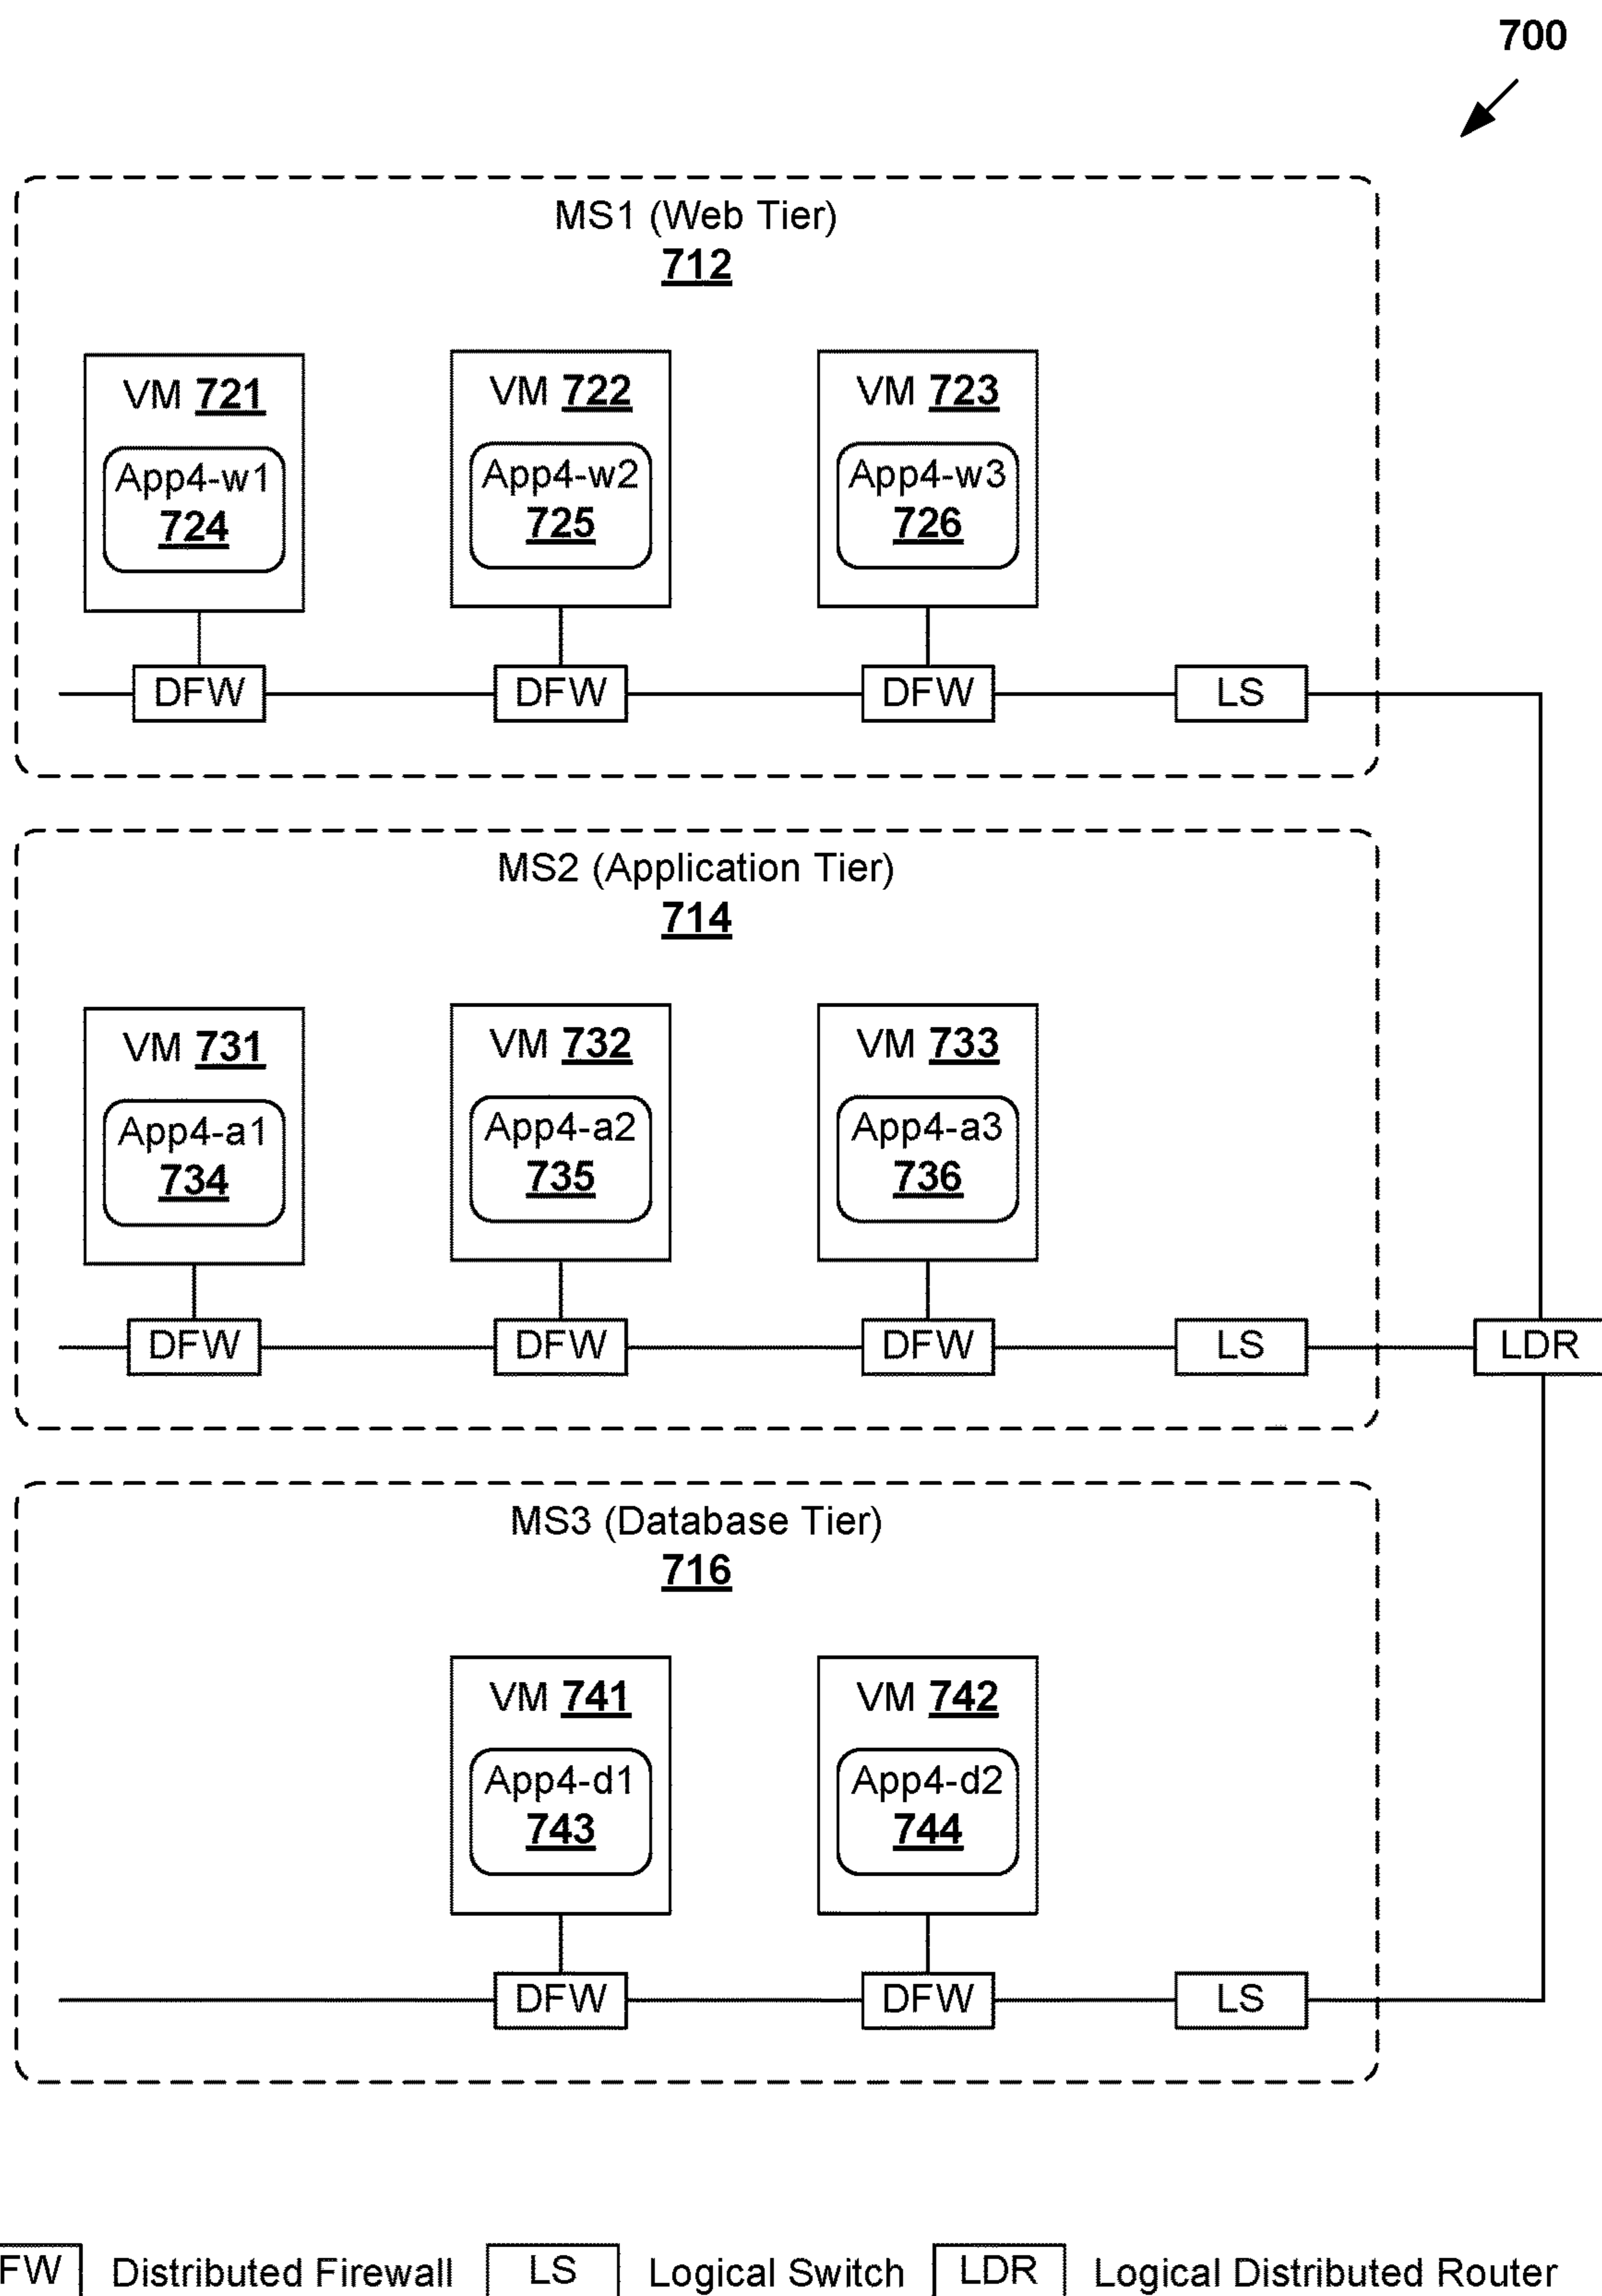 700
MS1 (Web Tier)
712
VM 721 VM 722 VM 723
App4-w1 App4-w2 App4-w3
724 725 726
DFW DFW DFW LS
MS2 (Application Tier)
714
VM 731 VM 732 VM 733
App4-a1 App4-a2 App4-a3
734 735 736
DFW DFW DFW LS LDR
MS3 (Database Tier)
716
VM 741 VM 742
App4-d1 App4-d2
743 744
DFW DFW LS
FW Distributed Firewall LS Logical Switch LDR Logical Distributed Router